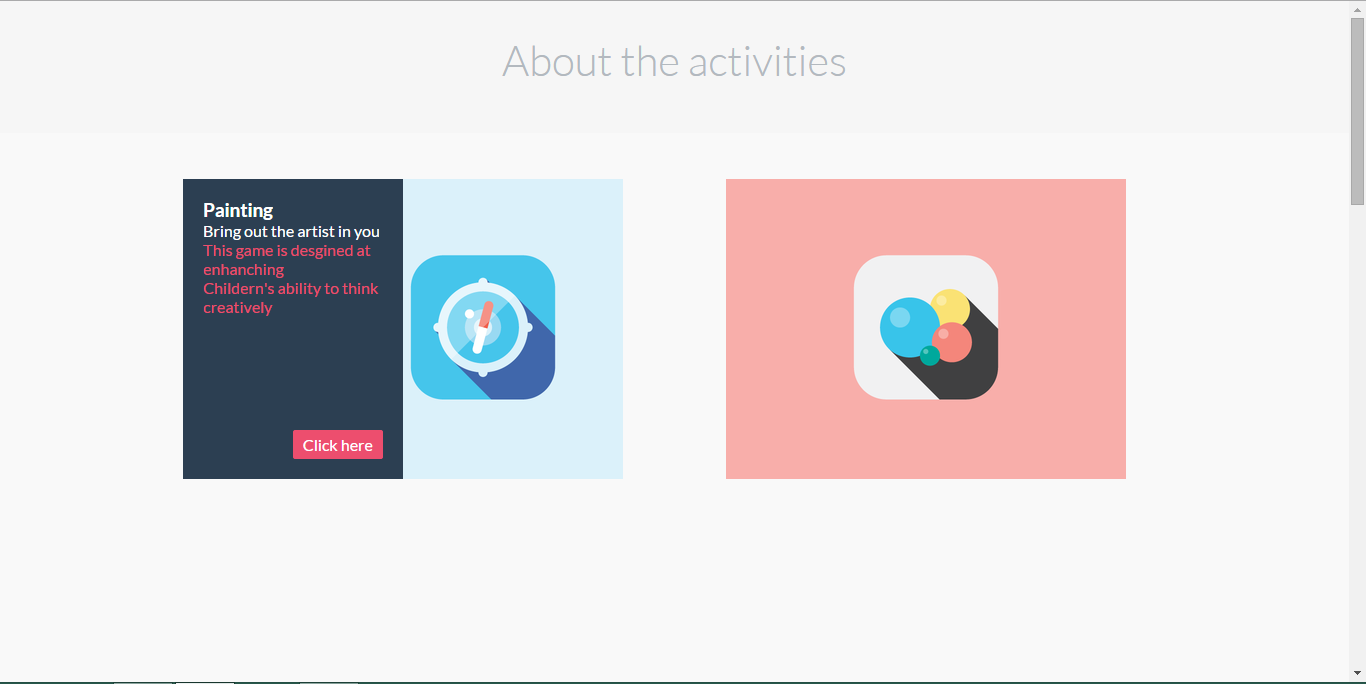 About the activities
Painting
Bring out the artist in you
This game is desgined at
enhanching
Childern's ability to think
creatively
Click here